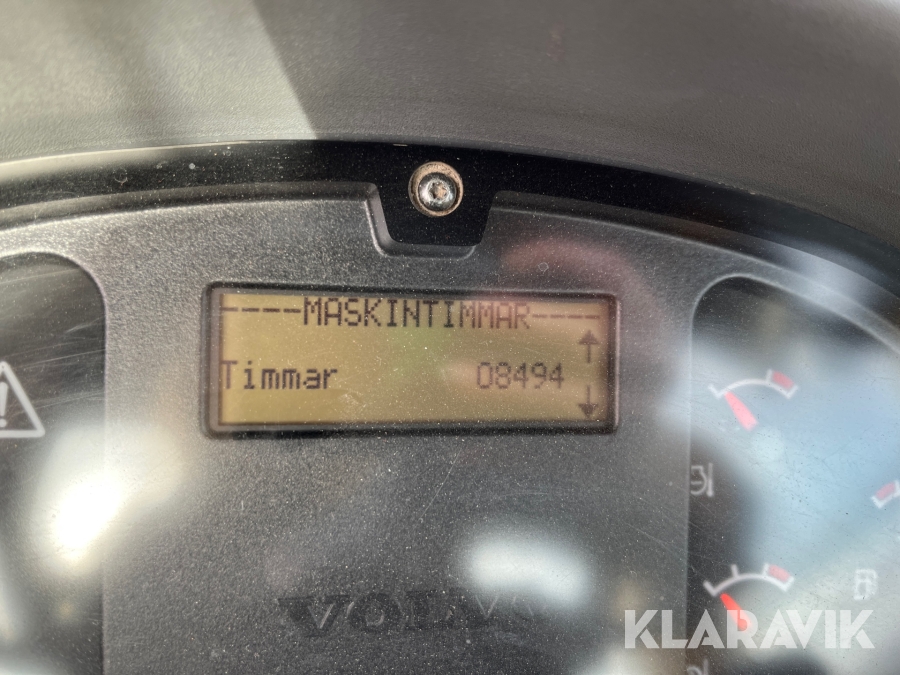 ----MASKINTIMMAR----
Timmar 08494
VOLVO
KLARAVIK